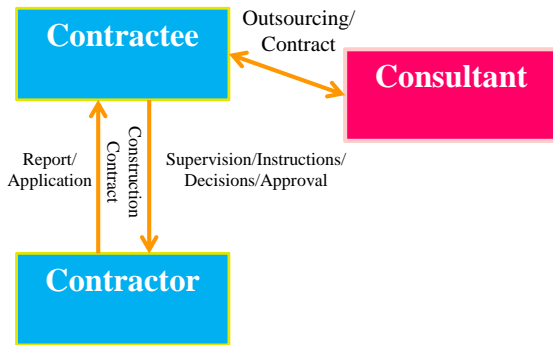 Contractee
Outsourcing/
Contract
Consultant
Report/
Application
Construction
Contract
Supervision/Instructions/
Decisions/Approval
Contractor